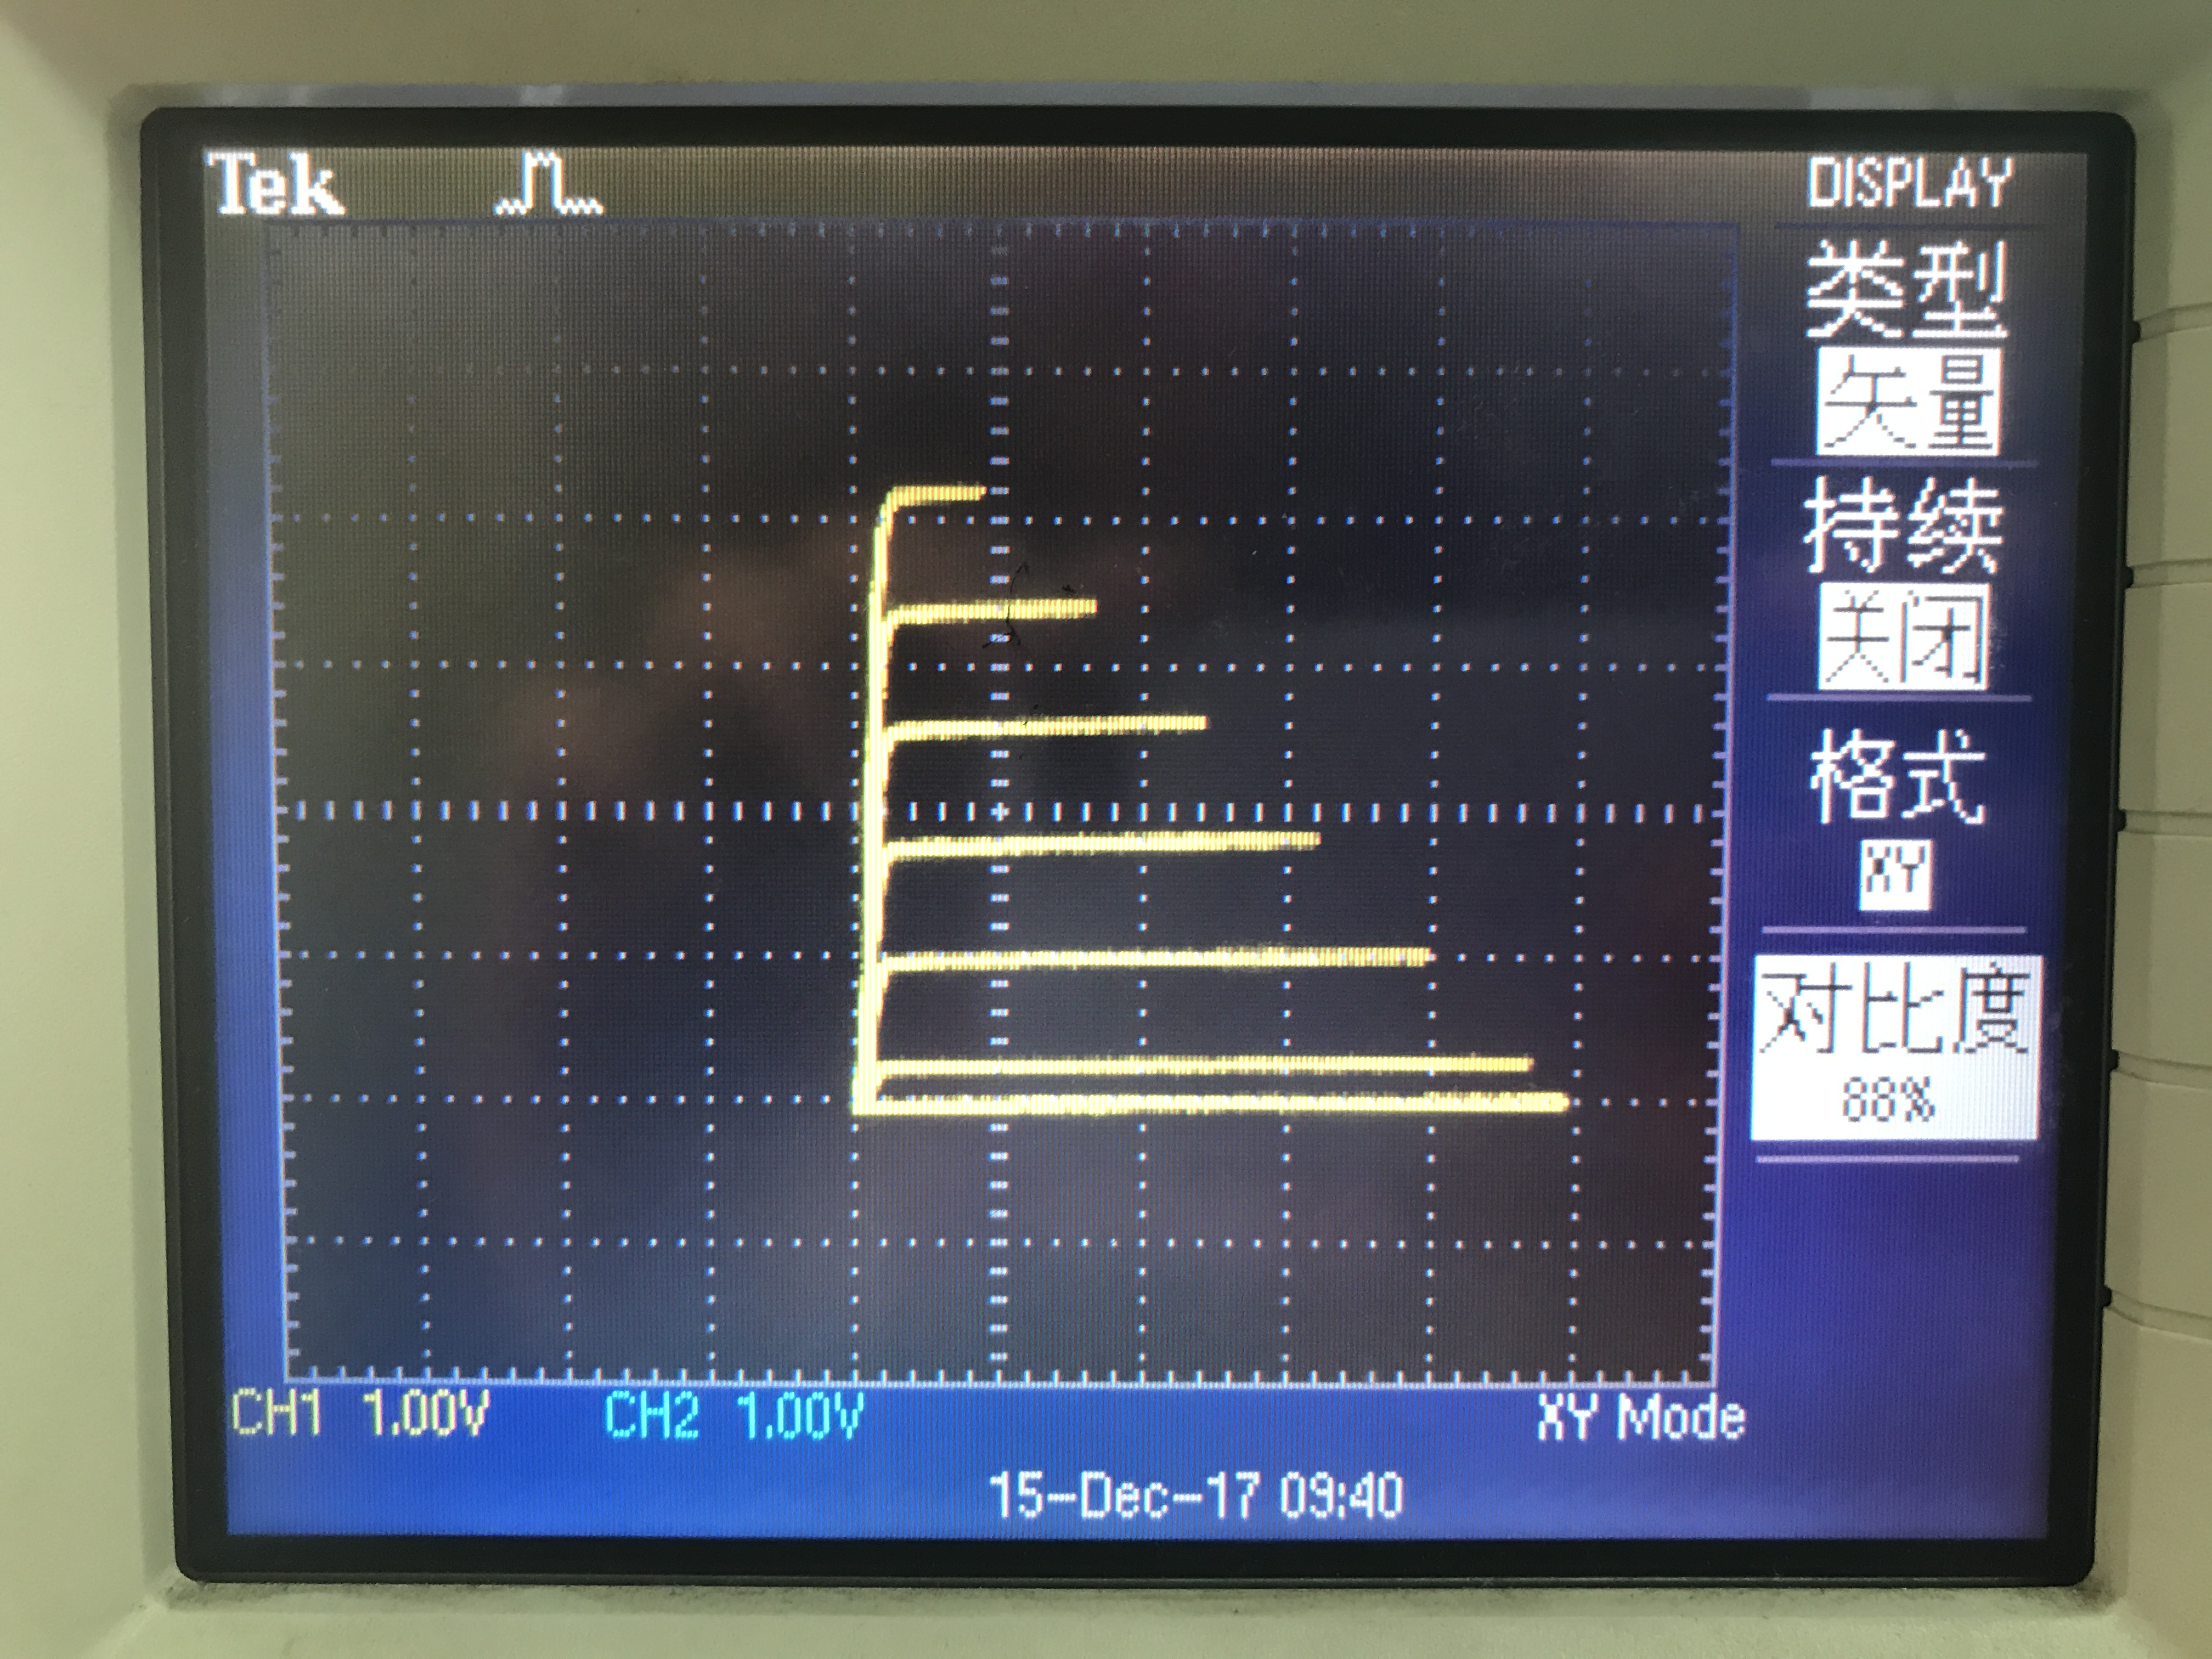 Tek
DISPLAY
类型
矢量
持续
关闭
格式
XY
对比度
88%
CH1 1.00V CH2 1.00V XY Mode
15-Dec-17 09:40